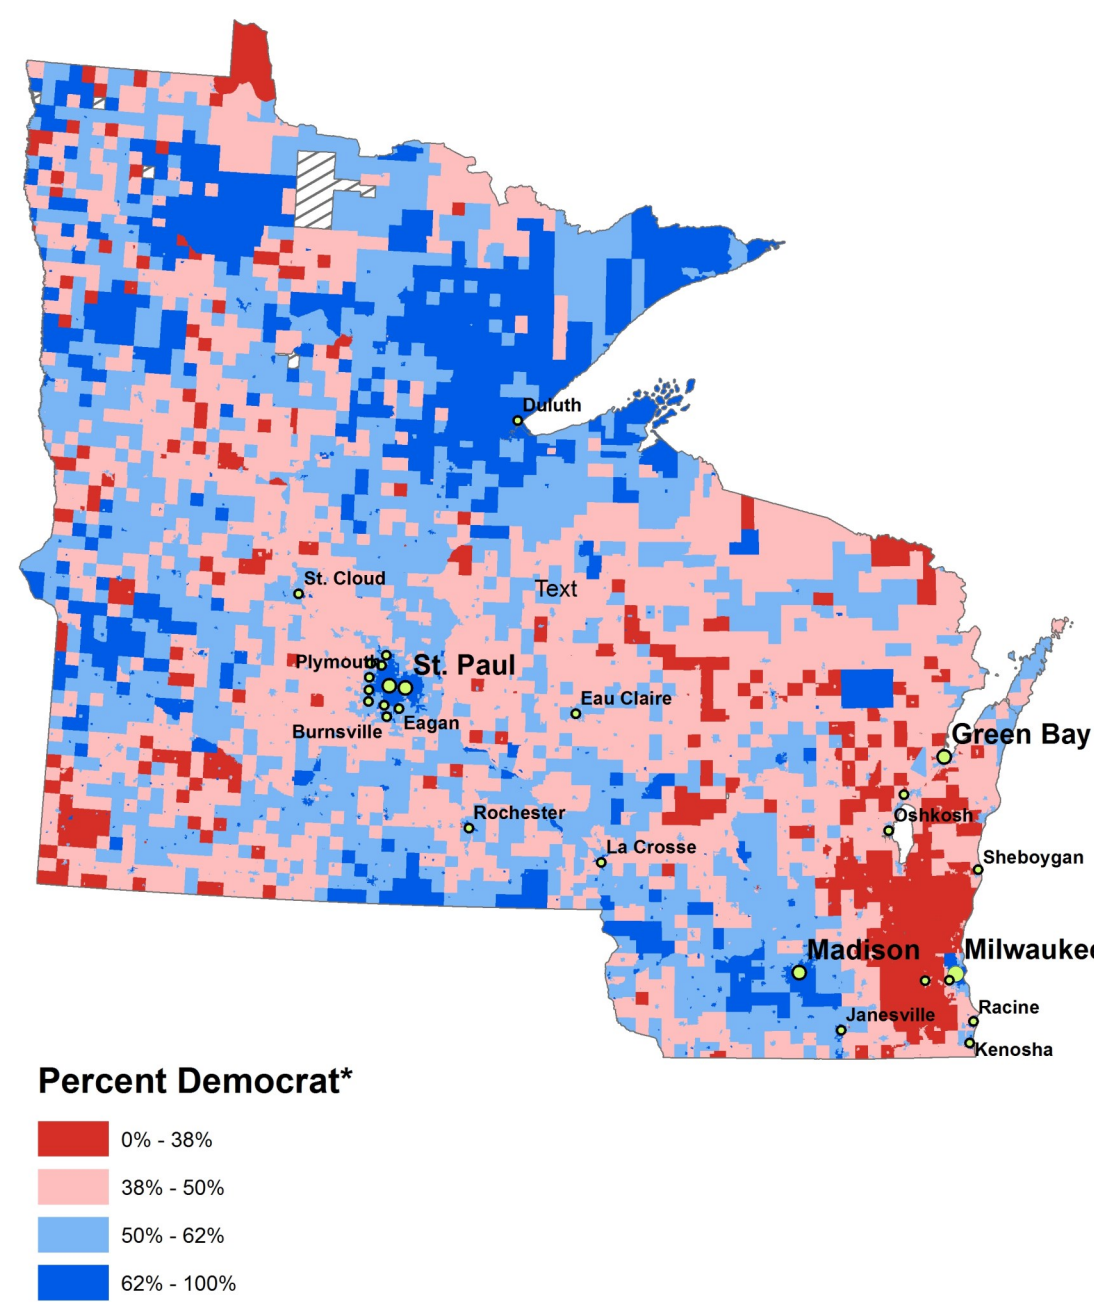 Duluth
St. Cloud
Text
Plymouth
St. Paul
Eau Claire
Eagan
Burnsville
Green Bay
Rochester
Oshkosh
La Crosse
Sheboygan
Madison
Milwaukee
Janesville
Racine
Kenosha
Percent Democrat*
0% - 38%
38% - 50%
50% - 62%
62% - 100%